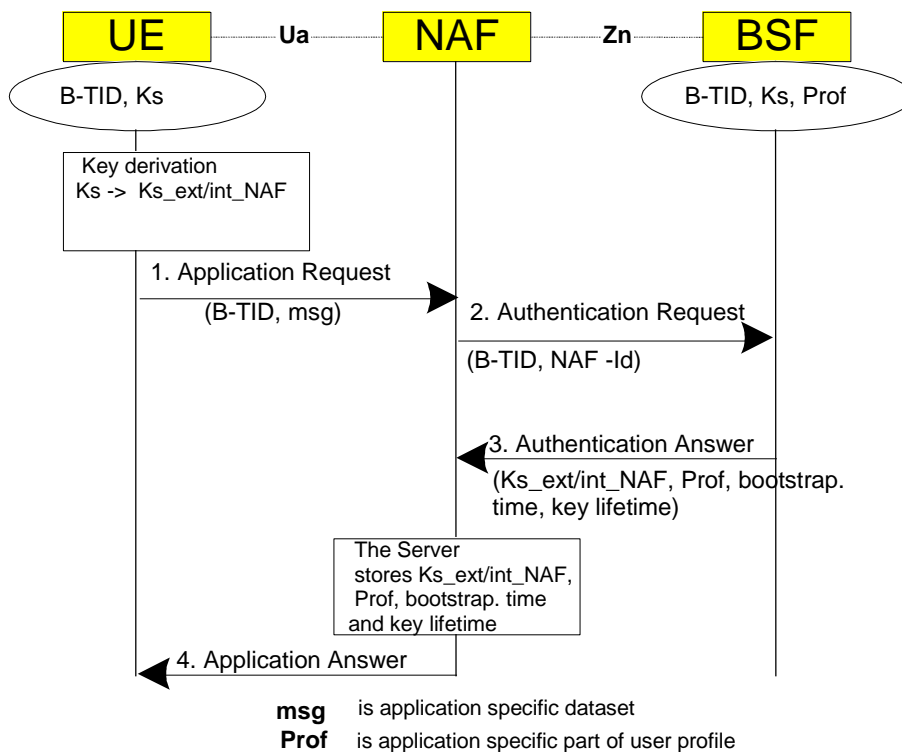 UE
Ua
NAF
Zn
BSF
B-TID, Ks
B-TID, Ks, Prof
Key derivation
Ks -> Ks_ext/int_NAF
1. Application Request
(B-TID, msg)
2. Authentication Request
(B-TID, NAF -Id)
3. Authentication Answer
(Ks_ext/int_NAF, Prof, bootstrap.
time, key lifetime)
The Server
stores Ks_ext/int_NAF,
Prof, bootstrap. time
and key lifetime
4. Application Answer
msg is application specific dataset
Prof is application specific part of user profile